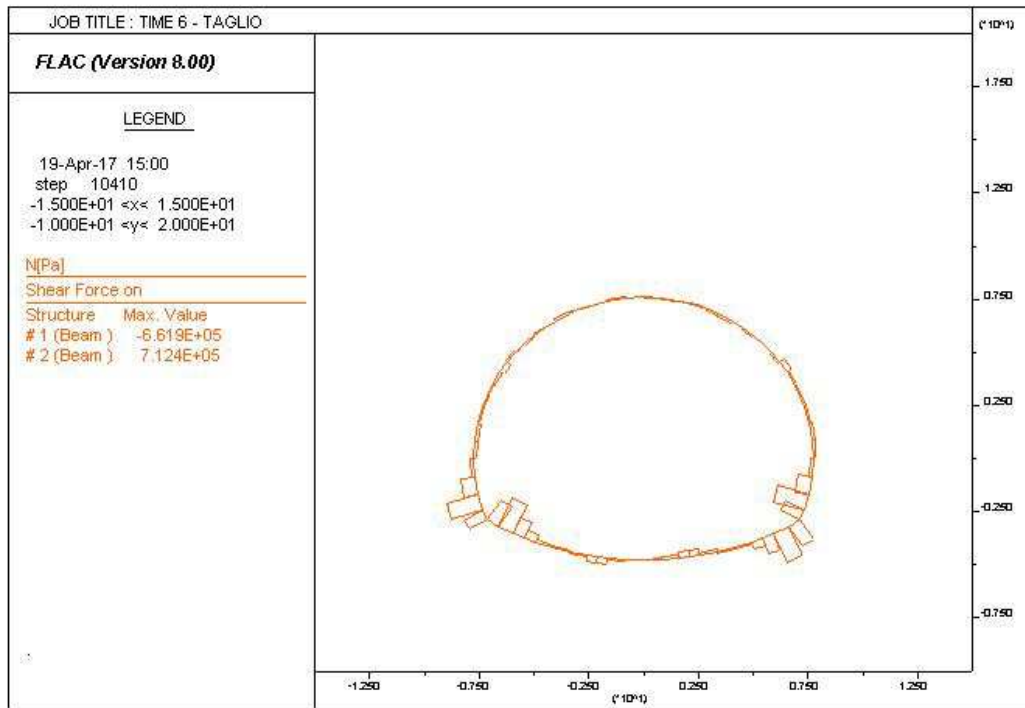 JOB TITLE : TIME 6 - TAGLIO
(*10^1)
FLAC (Version 8.00)
LEGEND
19-Apr-17 15:00
step 10410
-1.500E+01 <x< 1.500E+01
-1.000E+01 <y< 2.000E+01
N[Pa]
Shear Force on
Structure Max. Value
# 1 (Beam ) -6.619E+05
# 2 (Beam ) 7.124E+05
1.750
1.250
0.750
0.250
-0.250
-0.750
-1.250 -0.750 -0.250 0.250 0.750 1.250
(*10^1)